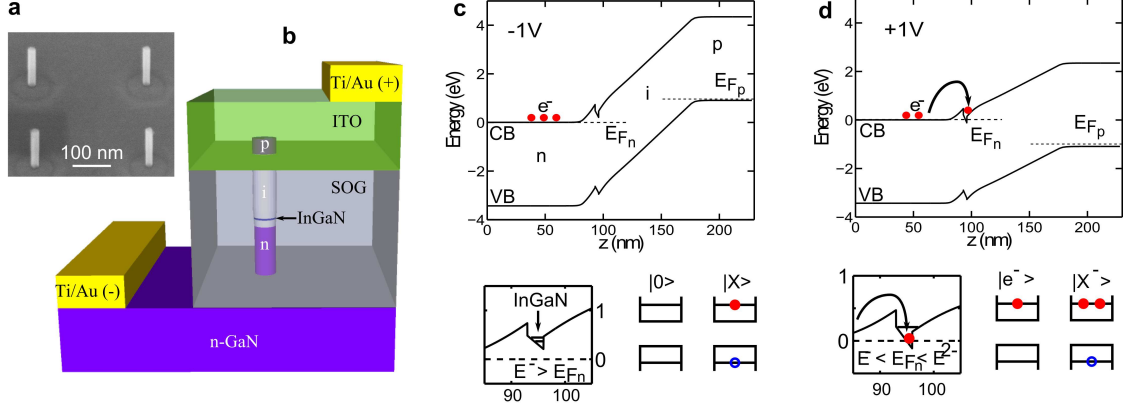 a
100 nm
b
Ti/Au (+)
ITO
p
i
SOG
InGaN
n
Ti/Au (-)
n-GaN
c
-1V
p
i
e⁻
E_Fp
CB
E_Fn
n
VB
Energy (eV)
4
2
0
−2
−4
0 50 100 150 200
z (nm)
InGaN
1
0
E⁻> E_Fn
90 100
|0> |X>
d
+1V
e⁻
CB
E_Fn
E_Fp
VB
Energy (eV)
4
2
0
−2
−4
0 50 100 150 200
z (nm)
1
0
E⁻< E_Fn< E²⁻
90 100
|e⁻> |X⁻>